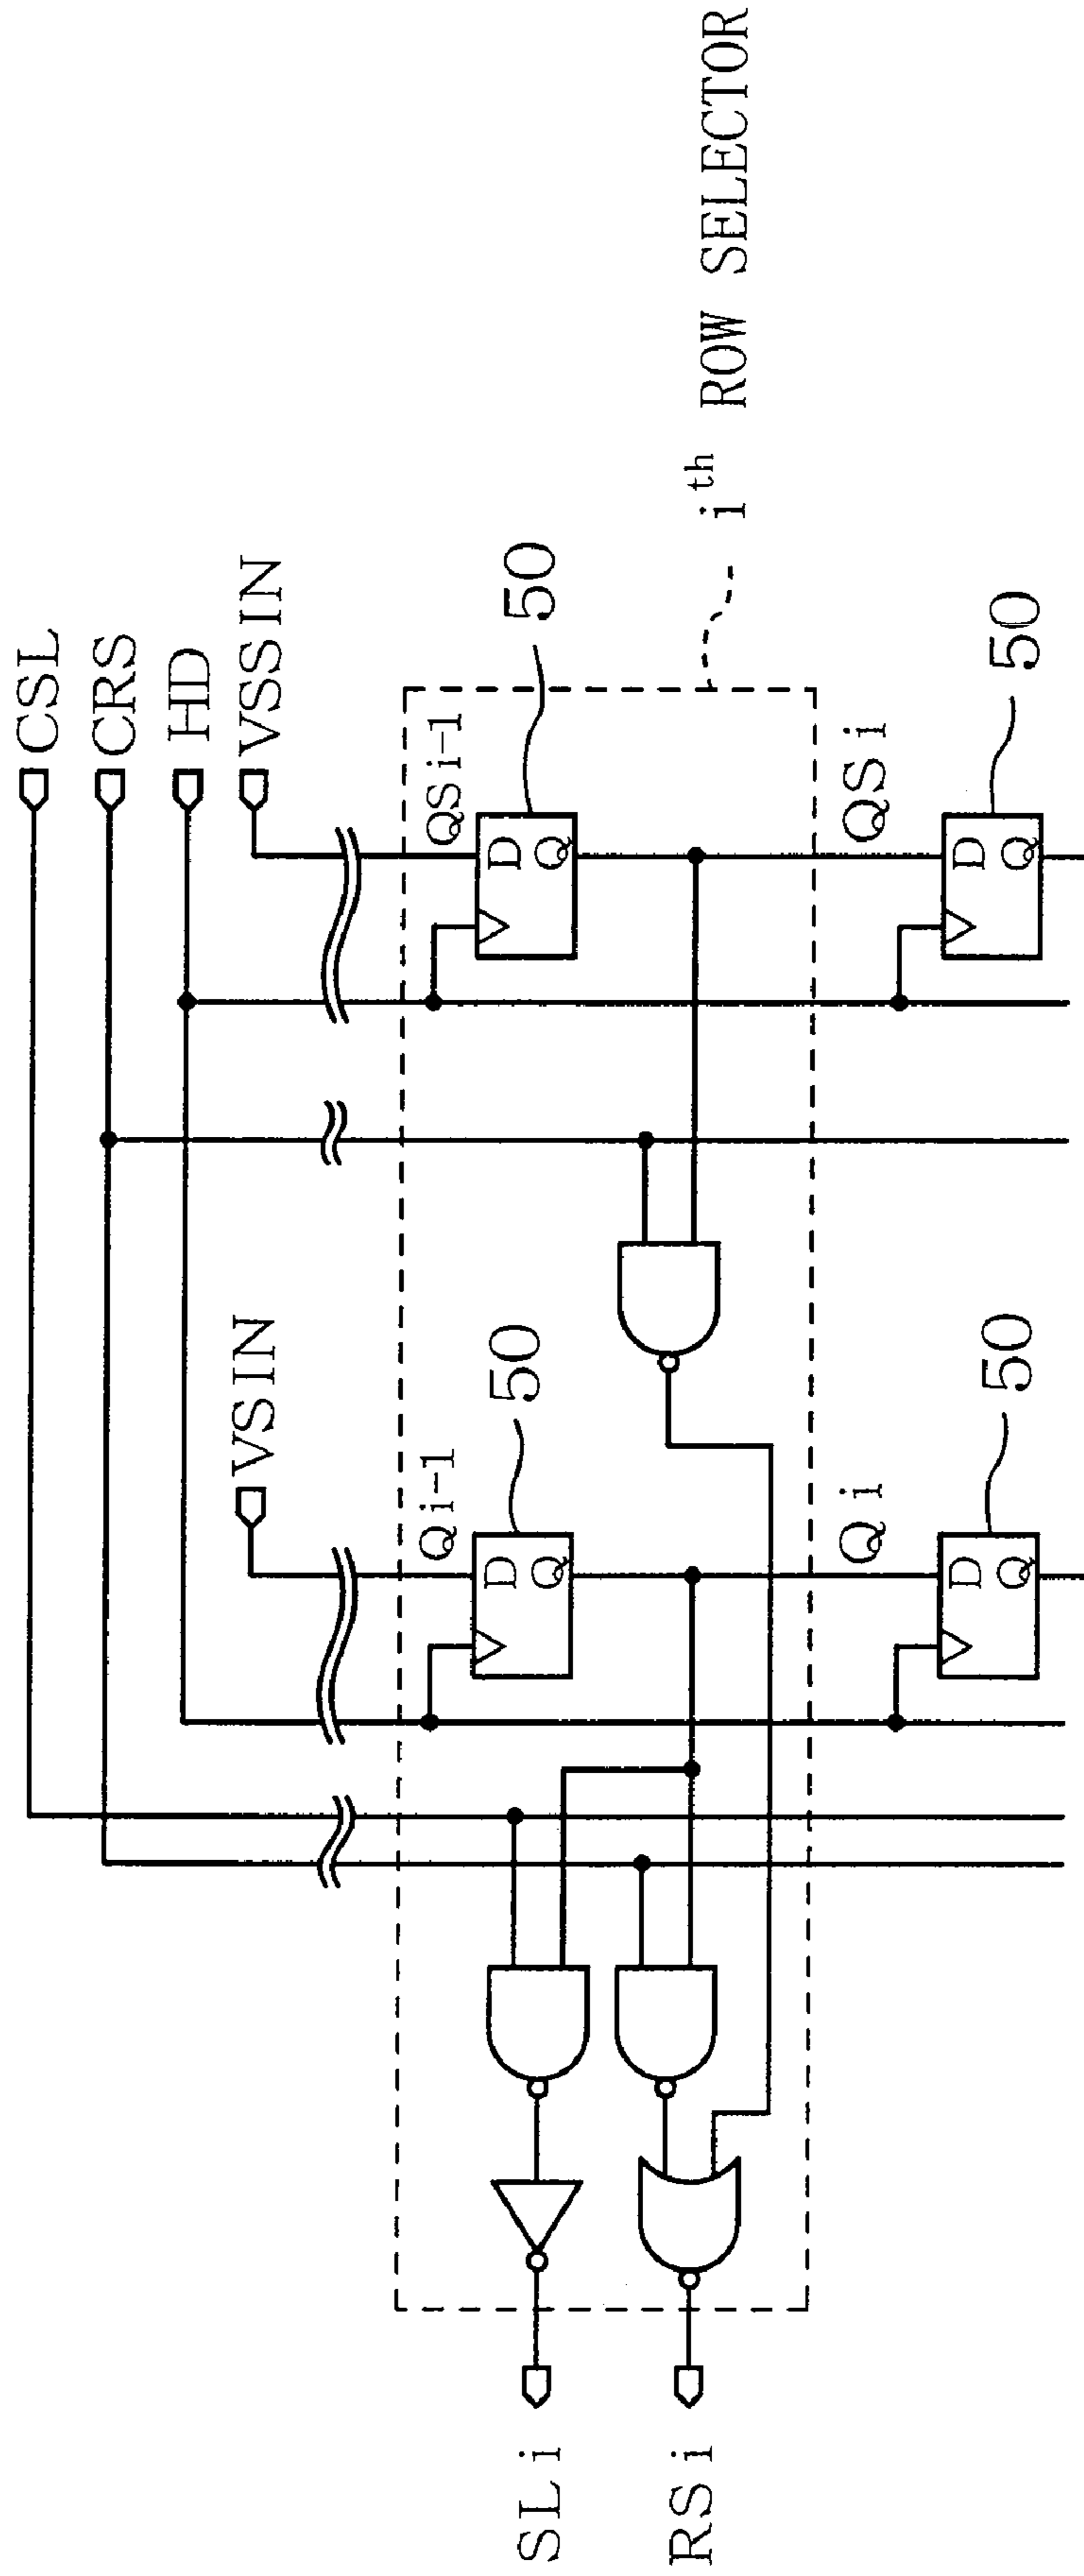 CSL
CRS
HD
VSSIN
VSIN
QSi-1
50
D
Q
Qi-1
50
D
Q
ith ROW SELECTOR
QSi
50
D
Q
Qi
50
D
Q
SLi
RSi